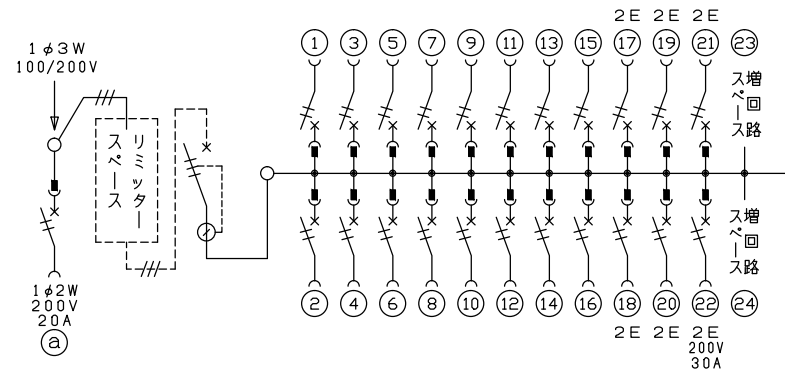 2E 2E 2E
1φ3W
100/200V
1 3 5 7 9 11 13 15 17 19 21 23
増回路
スペース
リミッター
スペース
増回路
スペース
1φ2W
200V
20A
a
2 4 6 8 10 12 14 16 18 20 22 24
2E 2E 2E
200V
30A